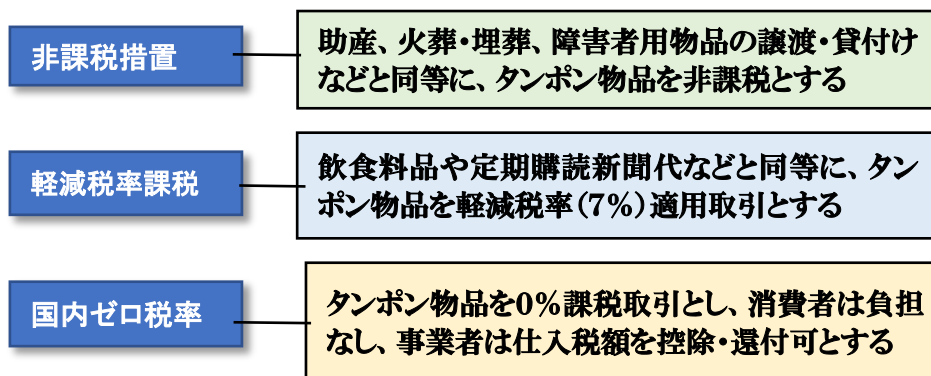 非課税措置
助産、火葬・埋葬、障害者用物品の譲渡・貸付け
などと同等に、タンポン物品を非課税とする
軽減税率課税
飲食料品や定期購読新聞代などと同等に、タン
ポン物品を軽減税率（7％）適用取引とする
国内ゼロ税率
タンポン物品を0％課税取引とし、消費者は負担
なし、事業者は仕入税額を控除・還付可とする